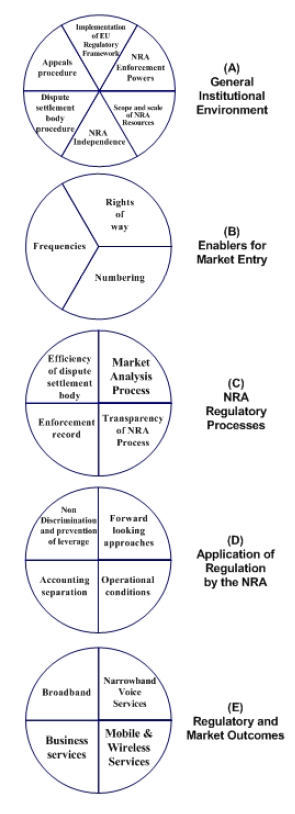 Implementation
of EU
Regulatory
Framework
NRA
Enforcement
Powers
Scope and scale
of NRA
Resources
NRA
Independence
Dispute
settlement
body
procedure
Appeals
procedure
(A)
General
Institutional
Environment
Rights
of
way
Numbering
Frequencies
(B)
Enablers for
Market Entry
Efficiency
of dispute
settlement
body
Market
Analysis
Process
Enforcement
record
Transparency
of NRA
Process
(C)
NRA
Regulatory
Processes
Non
Discrimination
and prevention
of leverage
Forward
looking
approaches
Accounting
separation
Operational
conditions
(D)
Application of
Regulation
by the NRA
Broadband
Narrowband
Voice
Services
Business
services
Mobile &
Wireless
Services
(E)
Regulatory and
Market Outcomes